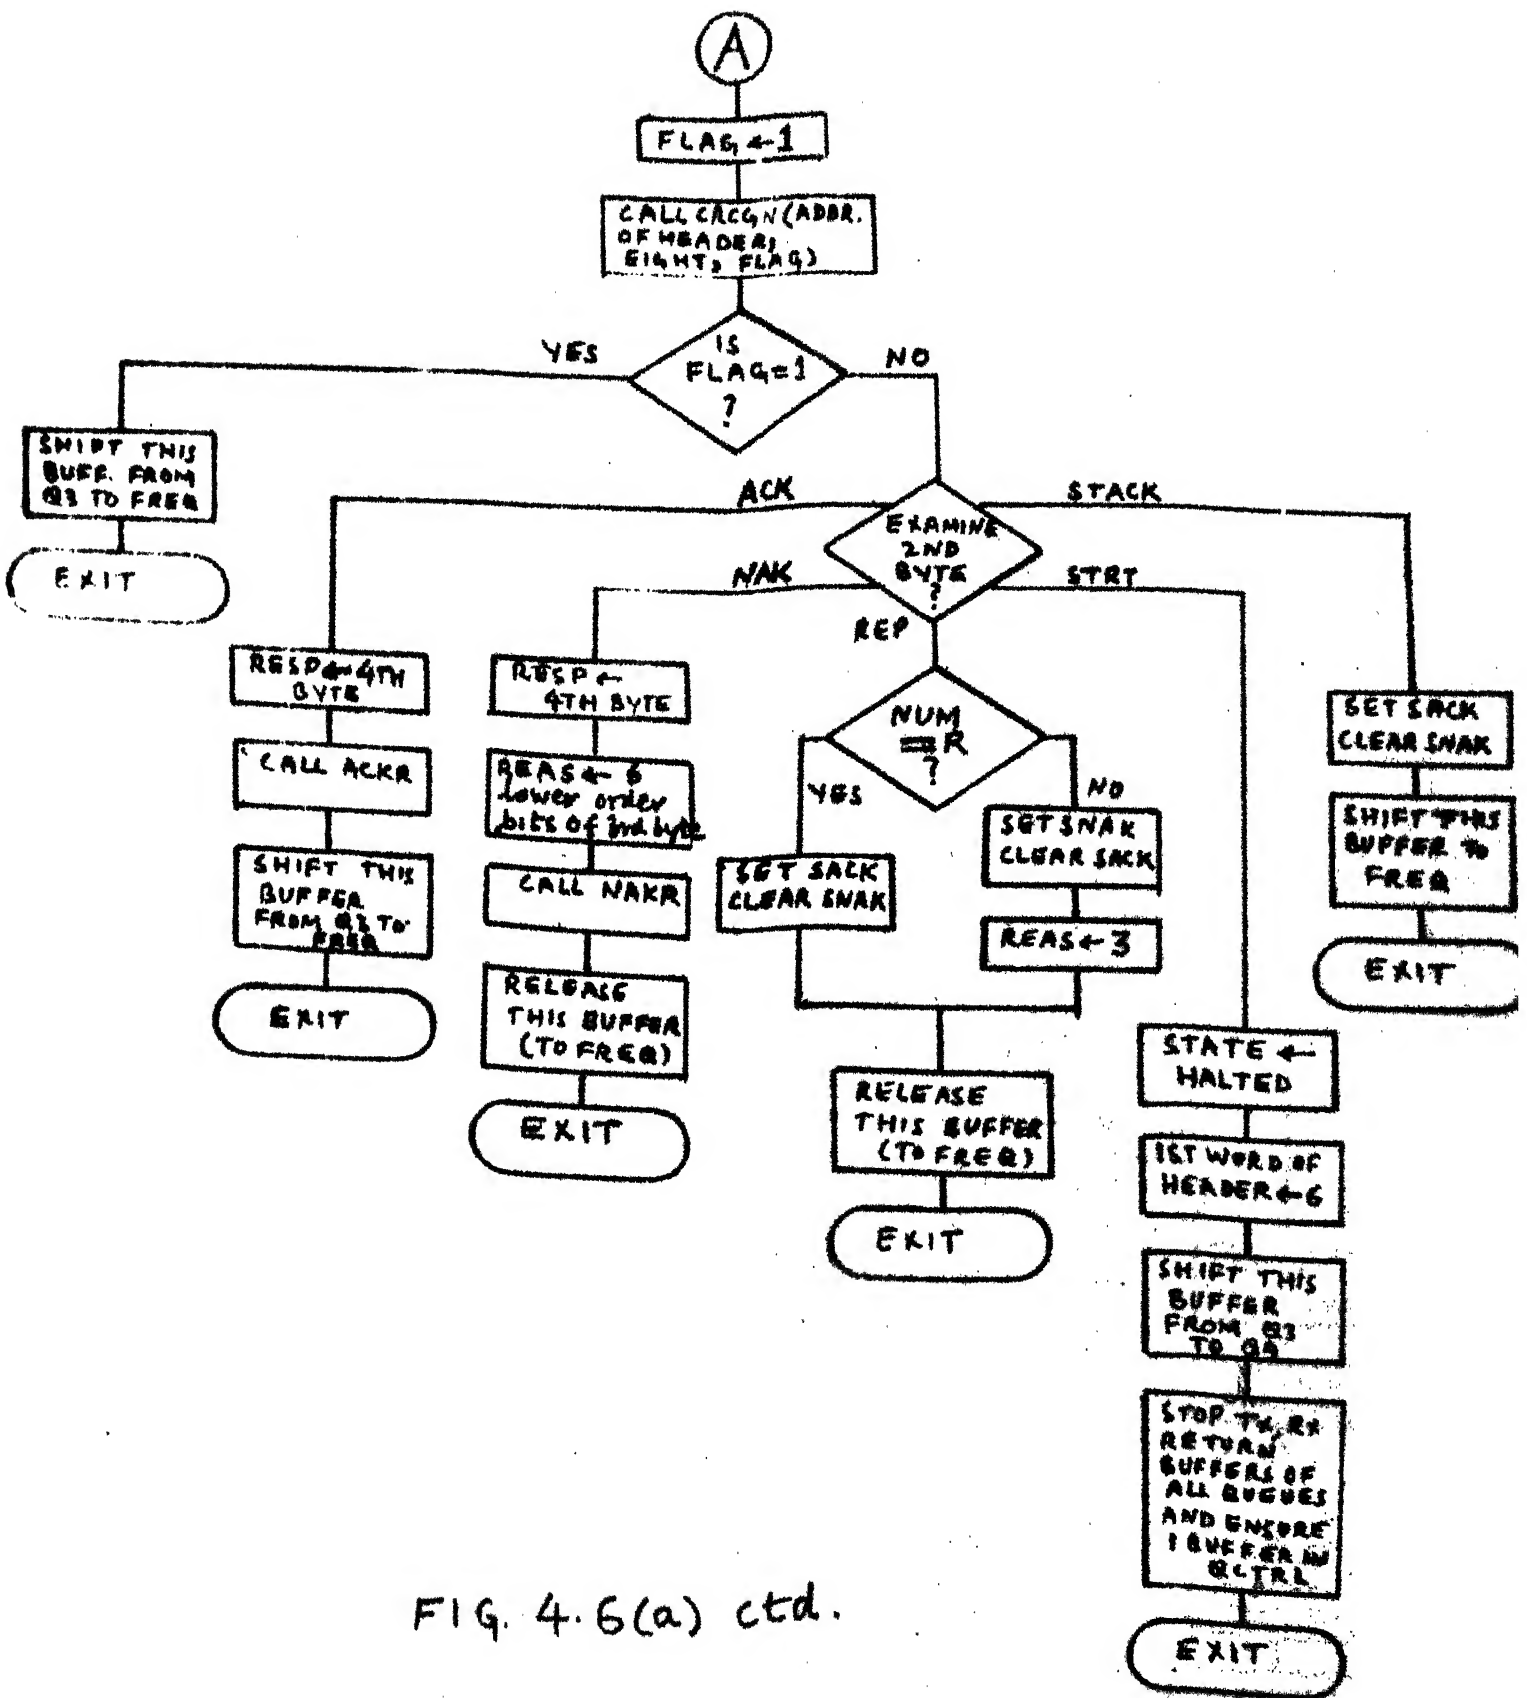 A
FLAG ← 1
CALL CRCGN (ADDR.
OF HEADER,
EIGHT, FLAG)
IS
FLAG = 1
?
YES
NO
SHIFT THIS
BUFF. FROM
Q3 TO FREQ
EXIT
EXAMINE
2ND
BYTE
?
ACK
STACK
NAK
STRT
REP
RESP ← 4TH
BYTE
CALL ACKR
SHIFT THIS
BUFFER
FROM Q3 TO
FREQ
EXIT
RESP ←
4TH BYTE
REAS ← 6
lower order
bits of 3rd byte
CALL NAKR
RELEASE
THIS BUFFER
(TO FREQ)
EXIT
NUM
= R
?
YES
NO
SET SACK
CLEAR SNAK
SET SNAK
CLEAR SACK
REAS ← 3
RELEASE
THIS BUFFER
(TO FREQ)
EXIT
STATE ←
HALTED
1ST WORD OF
HEADER ← 6
SHIFT THIS
BUFFER
FROM Q3
TO Q4
STOP TX, RX
RETURN
BUFFERS OF
ALL QUEUES
AND ENSURE
1 BUFFER IN
QCTRL
EXIT
SET SACK
CLEAR SNAK
SHIFT THIS
BUFFER TO
FREQ
EXIT
FIG. 4.6(a) ctd.